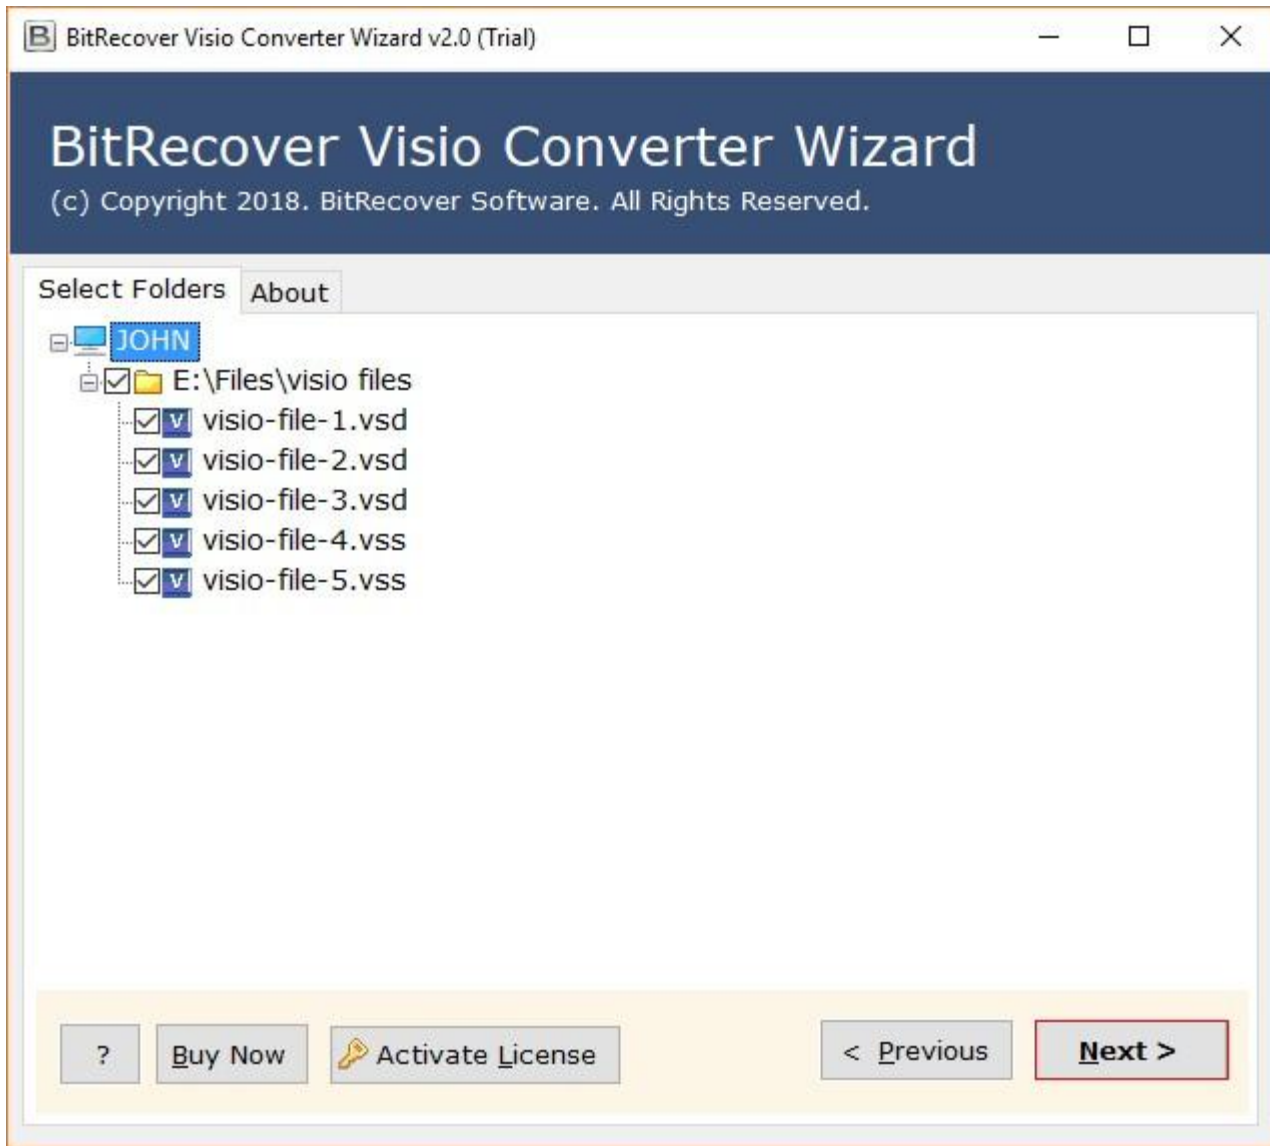 BitRecover Visio Converter Wizard v2.0 (Trial)
BitRecover Visio Converter Wizard
(c) Copyright 2018. BitRecover Software. All Rights Reserved.
Select Folders About
JOHN
E:\Files\visio files
visio-file-1.vsd
visio-file-2.vsd
visio-file-3.vsd
visio-file-4.vss
visio-file-5.vss
? Buy Now Activate License < Previous Next >